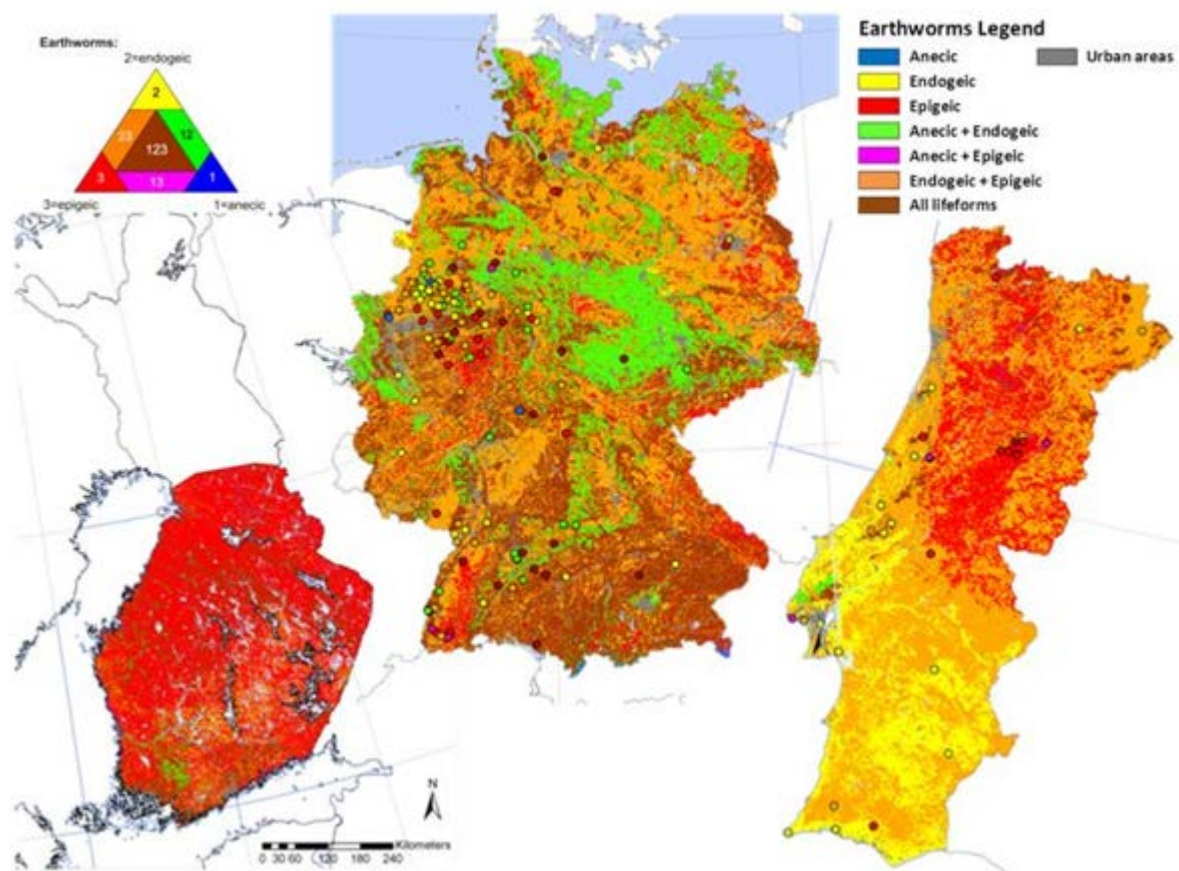 Earthworms:
2=endogeic
2
23
123
12
3
13
1
3=epigeic
1=anecic
Earthworms Legend
Anecic
Urban areas
Endogeic
Epigeic
Anecic + Endogeic
Anecic + Epigeic
Endogeic + Epigeic
All lifeforms
N
Kilometers
0 30 60 120 180 240